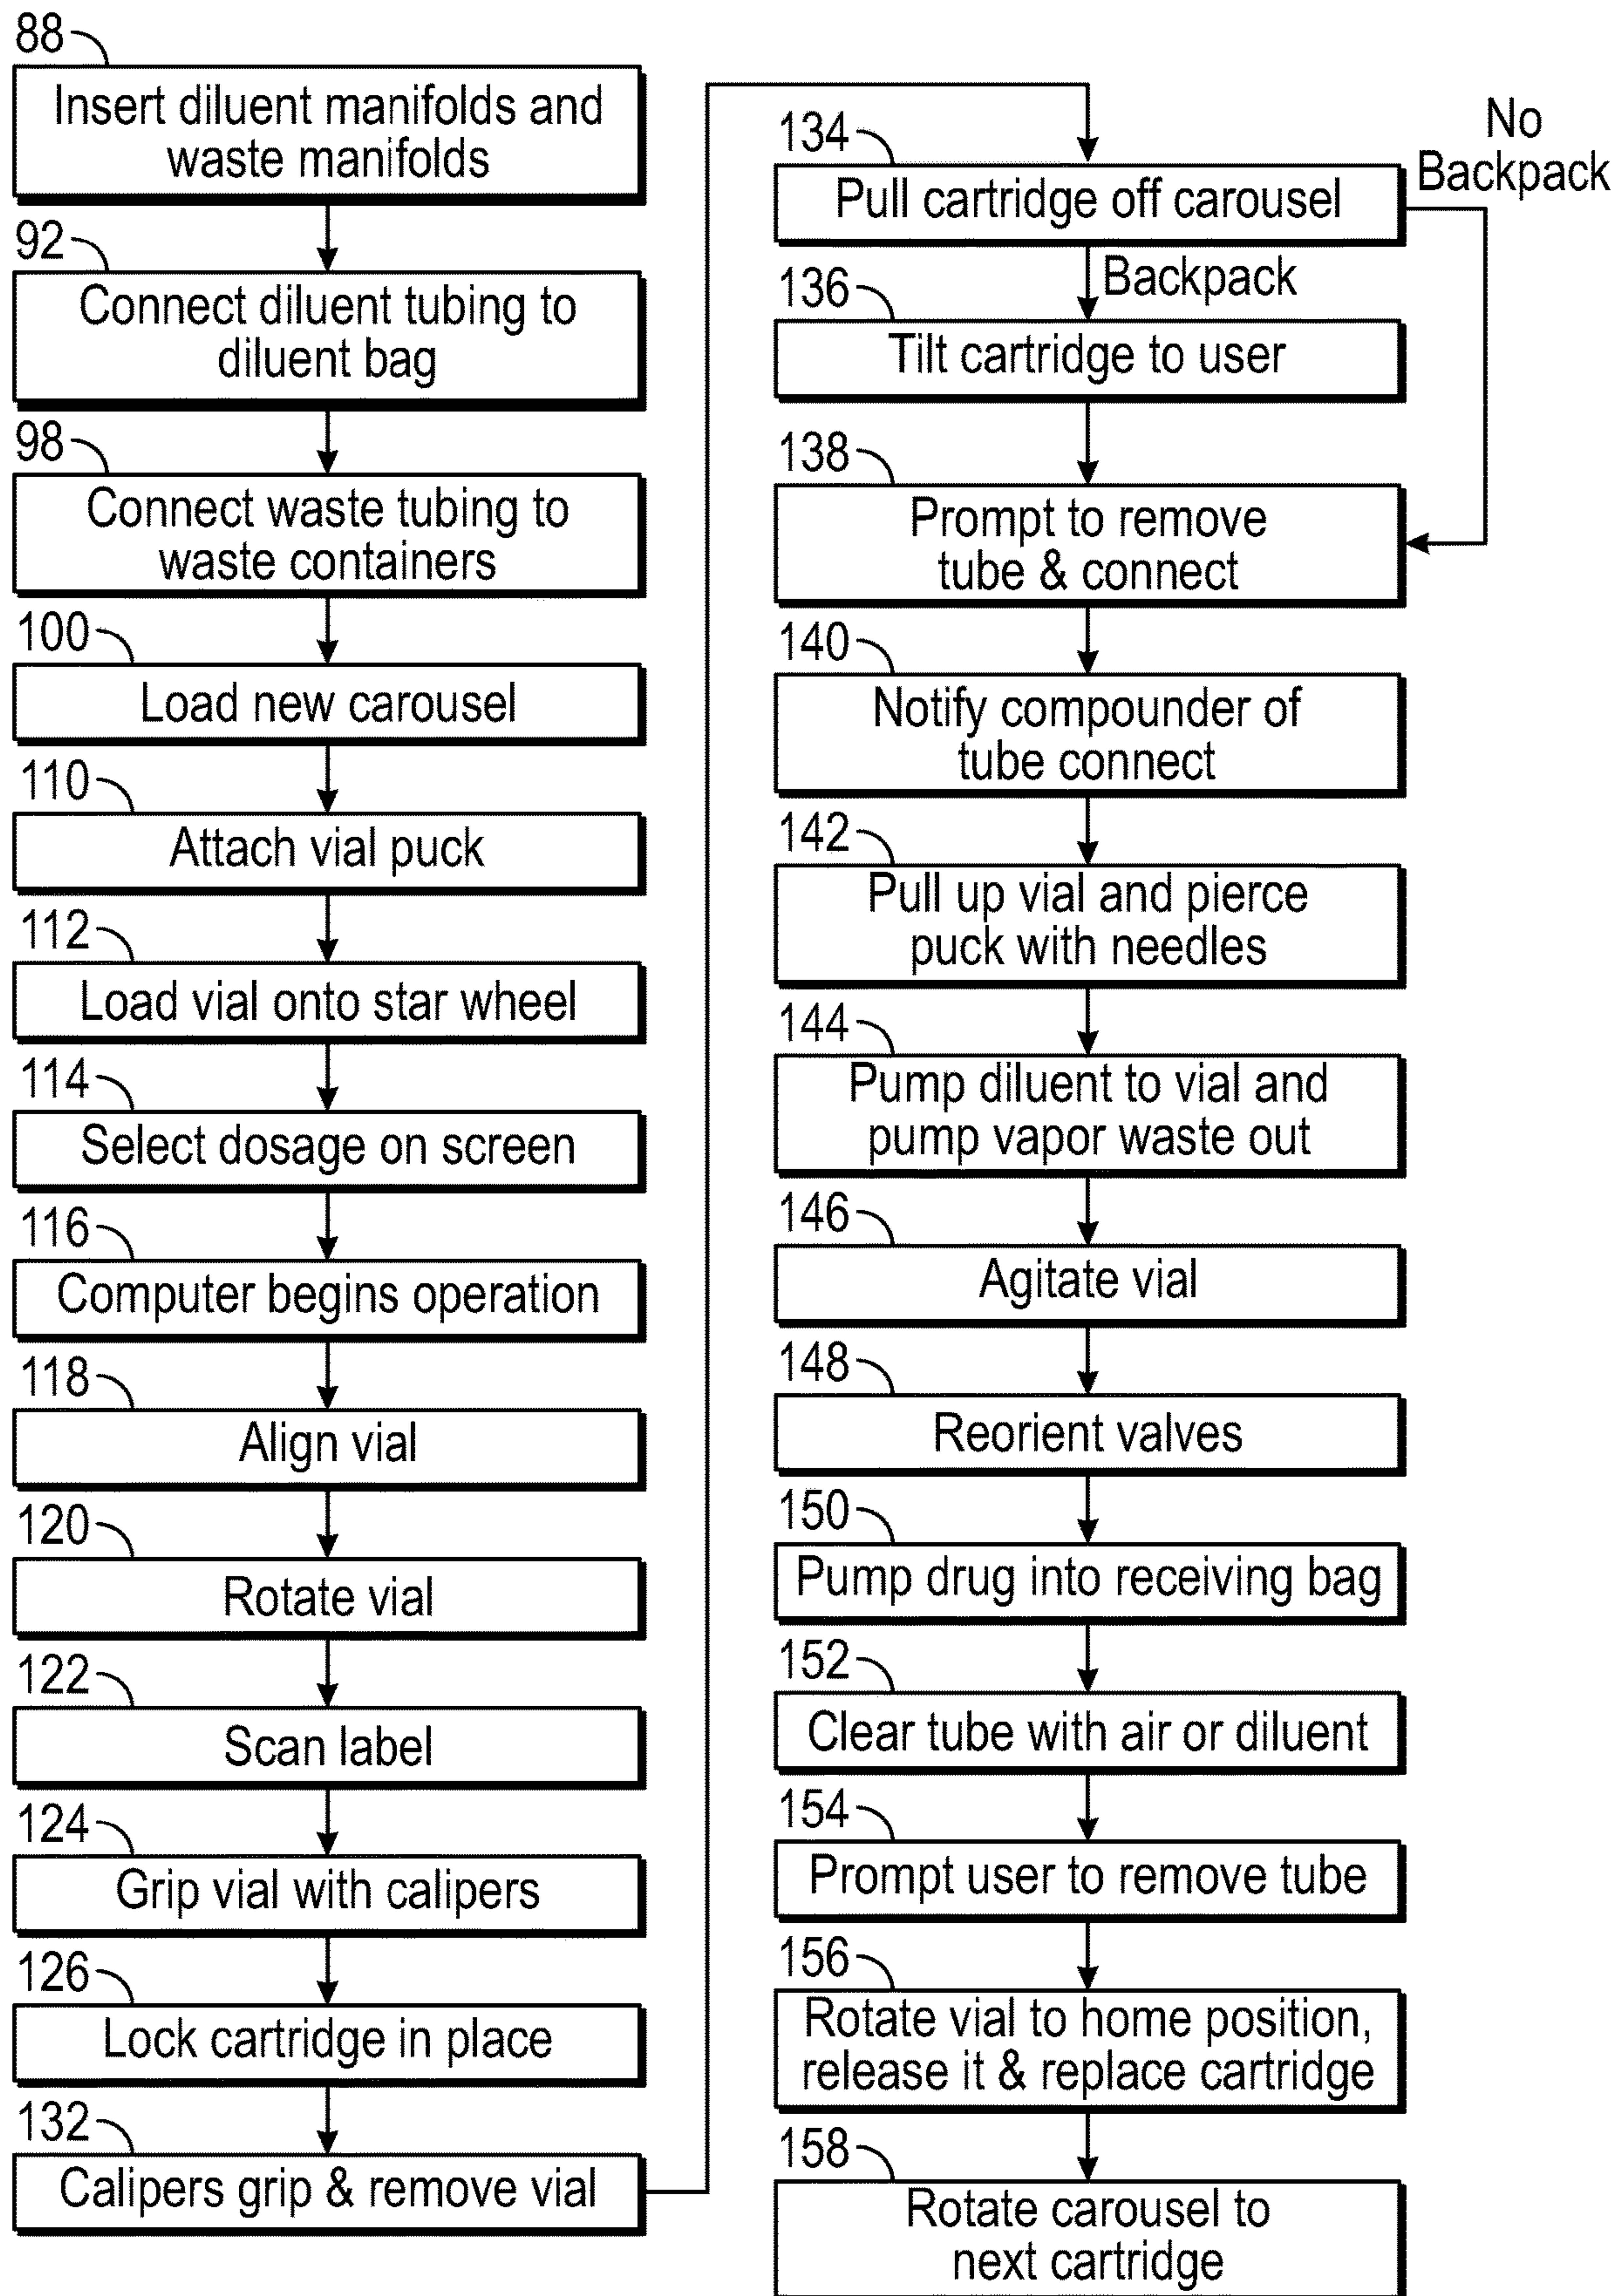 88
Insert diluent manifolds and
waste manifolds
92
Connect diluent tubing to
diluent bag
98
Connect waste tubing to
waste containers
100
Load new carousel
110
Attach vial puck
112
Load vial onto star wheel
114
Select dosage on screen
116
Computer begins operation
118
Align vial
120
Rotate vial
122
Scan label
124
Grip vial with calipers
126
Lock cartridge in place
132
Calipers grip & remove vial
134
Pull cartridge off carousel
No
Backpack
Backpack
136
Tilt cartridge to user
138
Prompt to remove
tube & connect
140
Notify compounder of
tube connect
142
Pull up vial and pierce
puck with needles
144
Pump diluent to vial and
pump vapor waste out
146
Agitate vial
148
Reorient valves
150
Pump drug into receiving bag
152
Clear tube with air or diluent
154
Prompt user to remove tube
156
Rotate vial to home position,
release it & replace cartridge
158
Rotate carousel to
next cartridge